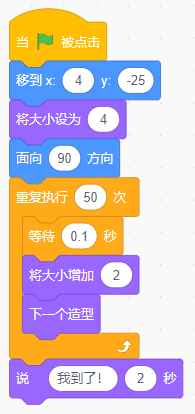 当 被点击
移到 x: 4 y: -25
将大小设为 4
面向 90 方向
重复执行 50 次
等待 0.1 秒
将大小增加 2
下一个造型
说 我到了! 2 秒